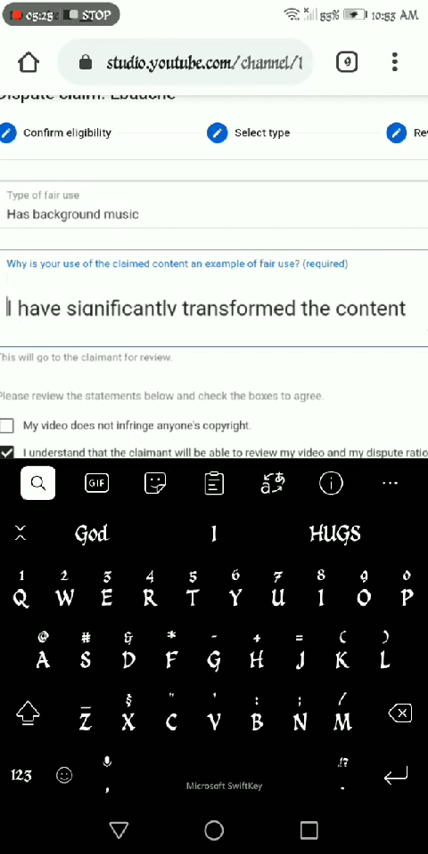 05:25 STOP 55% 10:53 AM
studio.youtube.com/channel/
9
Dispute claim: Ebauche
Confirm eligibility Select type Re
Type of fair use
Has background music
Why is your use of the claimed content an example of fair use? (required)
I have significantly transformed the content
This will go to the claimant for review.
Please review the statements below and check the boxes to agree.
My video does not infringe anyone's copyright.
I understand that the claimant will be able to review my video and my dispute ratio
GIF
God I HUGS
1 2 3 4 5 6 7 8 9 0
Q W E R T Y U I O P
@ # & * - + = ( )
A S D F G H J K L
_ § " ' : ; /
Z X C V B N M
123 , Microsoft SwiftKey .